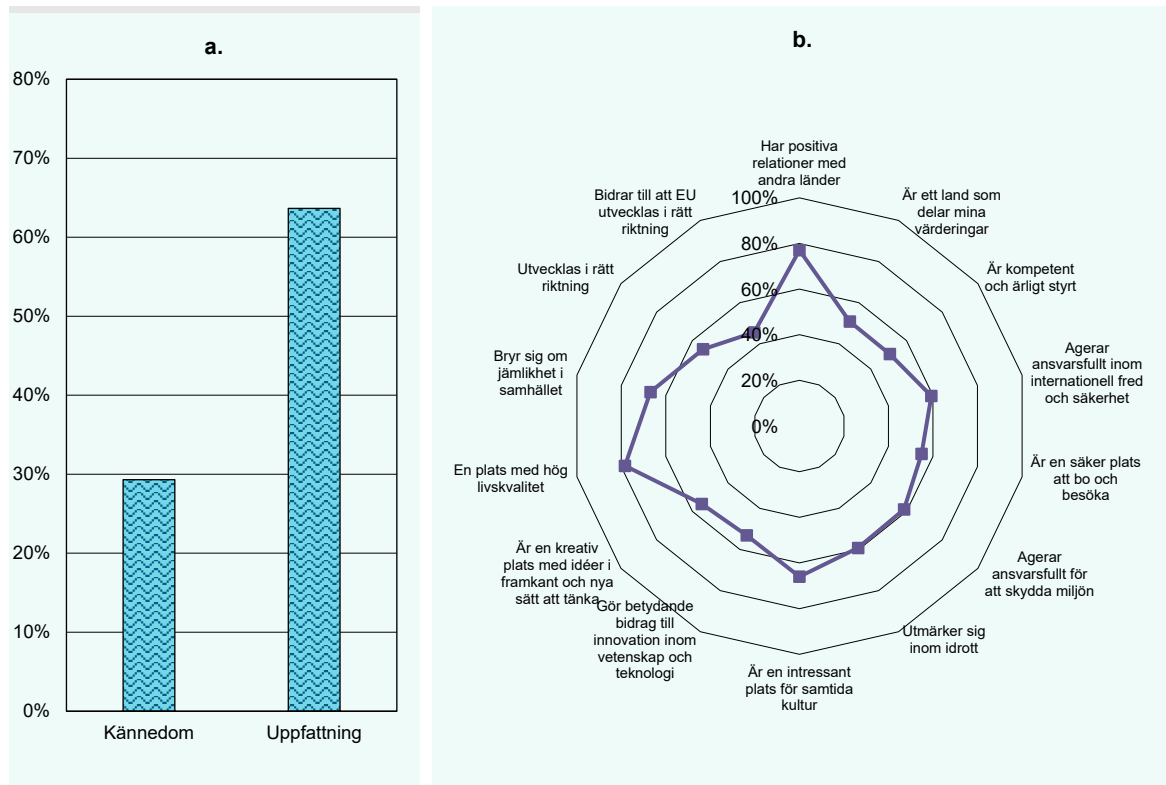 a.
80%
70%
60%
50%
40%
30%
20%
10%
0%
Kännedom
Uppfattning
b.
Har positiva
relationer med
andra länder
Är ett land som
delar mina
värderingar
Är kompetent
och ärligt styrt
Agerar
ansvarsfullt inom
internationell fred
och säkerhet
Är en säker plats
att bo och
besöka
Agerar
ansvarsfullt för
att skydda miljön
Utmärker sig
inom idrott
Är en intressant
plats för samtida
kultur
Gör betydande
bidrag till
innovation inom
vetenskap och
teknologi
Är en kreativ
plats med idéer i
framkant och nya
sätt att tänka
En plats med hög
livskvalitet
Bryr sig om
jämlikhet i
samhället
Utvecklas i rätt
riktning
Bidrar till att EU
utvecklas i rätt
riktning
100%
80%
60%
40%
20%
0%